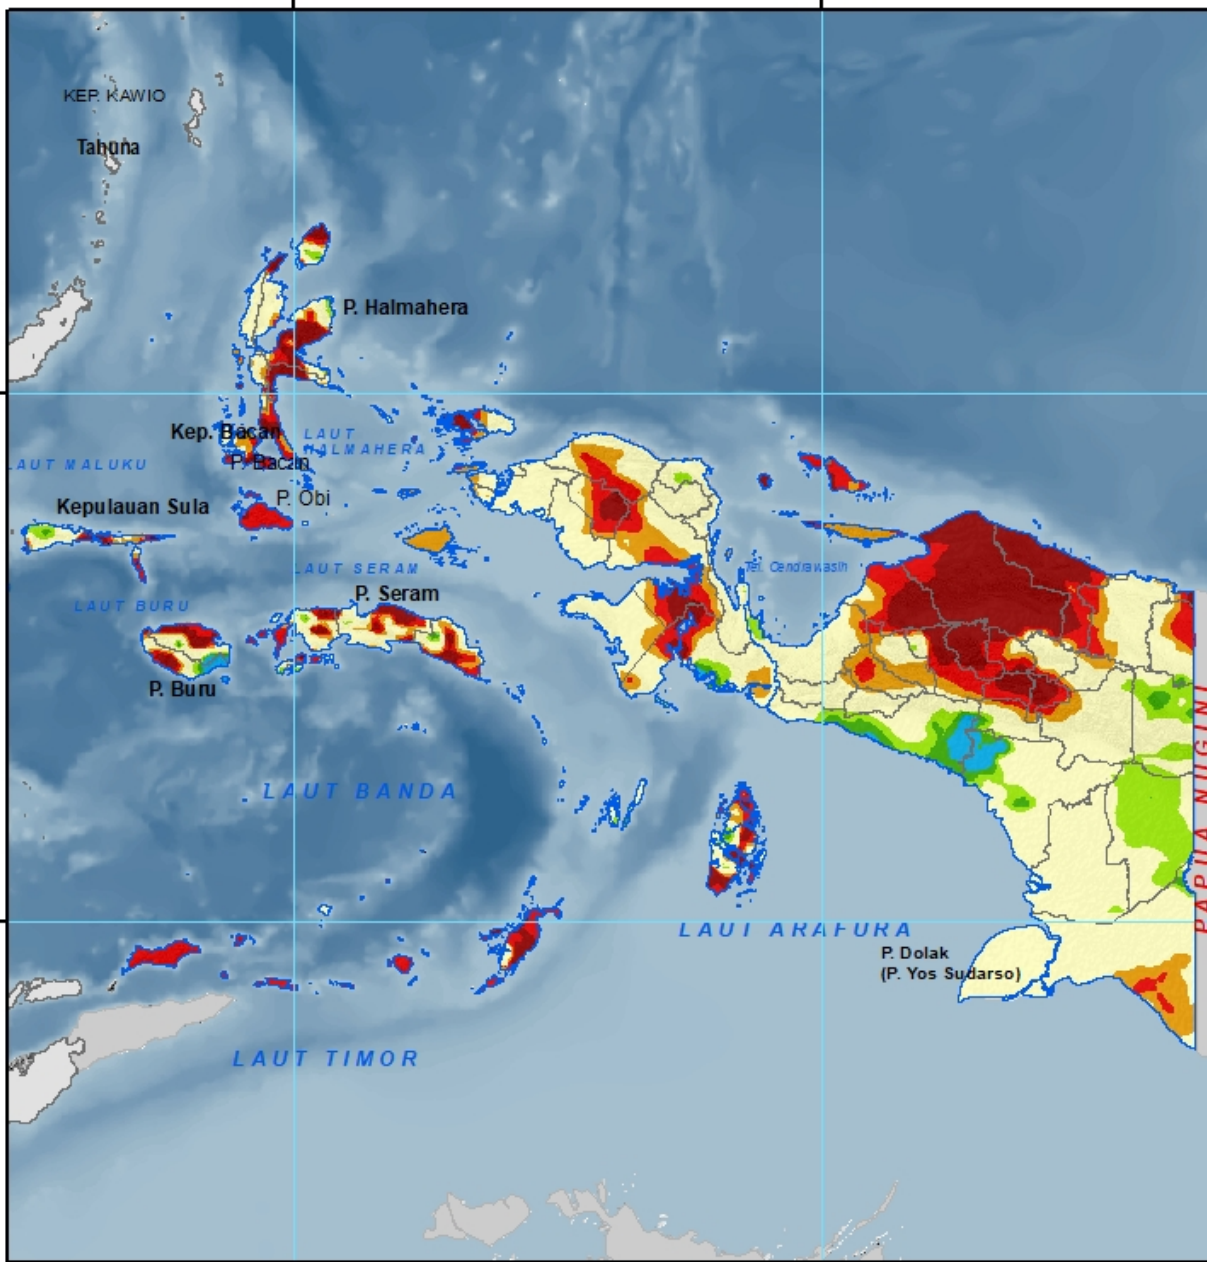 KEP. KAWIO
Tahuna
P. Halmahera
Kep. Bacan
LAUT
HALMAHERA
LAUT MALUKU
P. Bacan
Kepulauan Sula
P. Obi
LAUT SERAM
Tel. Cendrawasih
LAUT BURU
P. Seram
P. Buru
LAUT BANDA
PAPUA NUGINI
LAUT ARAFURA
P. Dolak
(P. Yos Sudarso)
LAUT TIMOR